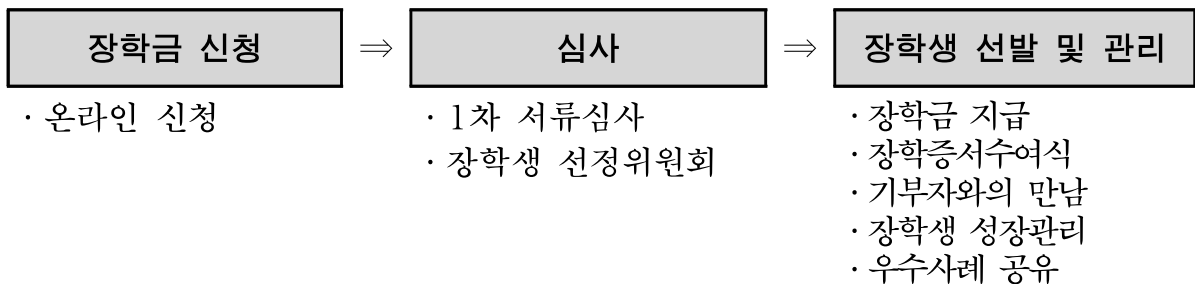 장학금 신청 ⇒ 심사 ⇒ 장학생 선발 및 관리
· 온라인 신청
· 1차 서류심사
· 장학생 선정위원회
· 장학금 지급
· 장학증서수여식
· 기부자와의 만남
· 장학생 성장관리
· 우수사례 공유